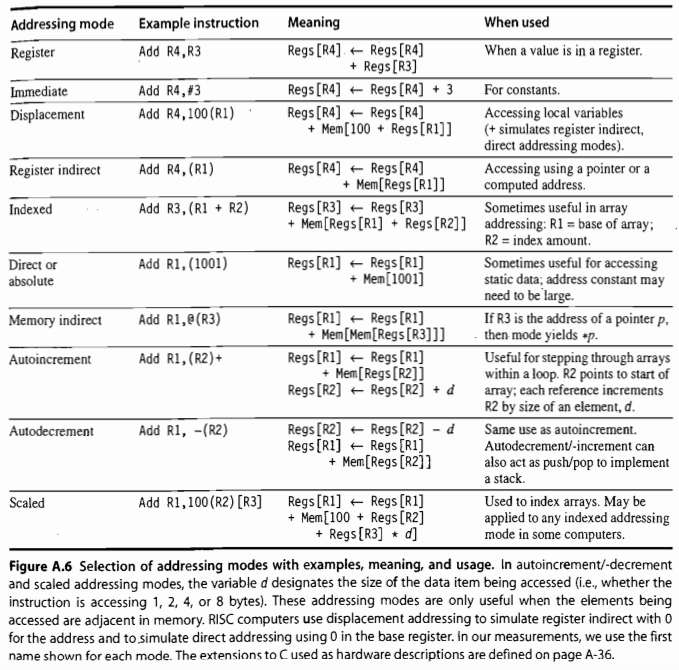 Addressing mode Example instruction Meaning When used
Register Add R4,R3 Regs[R4] ← Regs[R4] When a value is in a register.
+ Regs[R3]
Immediate Add R4,#3 Regs[R4] ← Regs[R4] + 3 For constants.
Displacement Add R4,100(R1) Regs[R4] ← Regs[R4] Accessing local variables
+ Mem[100 + Regs[R1]] (+ simulates register indirect,
direct addressing modes).
Register indirect Add R4,(R1) Regs[R4] ← Regs[R4] Accessing using a pointer or a
+ Mem[Regs[R1]] computed address.
Indexed Add R3,(R1 + R2) Regs[R3] ← Regs[R3] Sometimes useful in array
+ Mem[Regs[R1] + Regs[R2]] addressing: R1 = base of array;
R2 = index amount.
Direct or Add R1,(1001) Regs[R1] ← Regs[R1] Sometimes useful for accessing
absolute + Mem[1001] static data; address constant may
need to be large.
Memory indirect Add R1,@(R3) Regs[R1] ← Regs[R1] If R3 is the address of a pointer p,
+ Mem[Mem[Regs[R3]]] then mode yields *p.
Autoincrement Add R1,(R2)+ Regs[R1] ← Regs[R1] Useful for stepping through arrays
+ Mem[Regs[R2]] within a loop. R2 points to start of
Regs[R2] ← Regs[R2] + d array; each reference increments
R2 by size of an element, d.
Autodecrement Add R1, −(R2) Regs[R2] ← Regs[R2] − d Same use as autoincrement.
Regs[R1] ← Regs[R1] Autodecrement/-increment can
+ Mem[Regs[R2]] also act as push/pop to implement
a stack.
Scaled Add R1,100(R2)[R3] Regs[R1] ← Regs[R1] Used to index arrays. May be
+ Mem[100 + Regs[R2] applied to any indexed addressing
+ Regs[R3] * d] mode in some computers.
Figure A.6 Selection of addressing modes with examples, meaning, and usage. In autoincrement/-decrement
and scaled addressing modes, the variable d designates the size of the data item being accessed (i.e., whether the
instruction is accessing 1, 2, 4, or 8 bytes). These addressing modes are only useful when the elements being
accessed are adjacent in memory. RISC computers use displacement addressing to simulate register indirect with 0
for the address and to simulate direct addressing using 0 in the base register. In our measurements, we use the first
name shown for each mode. The extensions to C used as hardware descriptions are defined on page A-36.